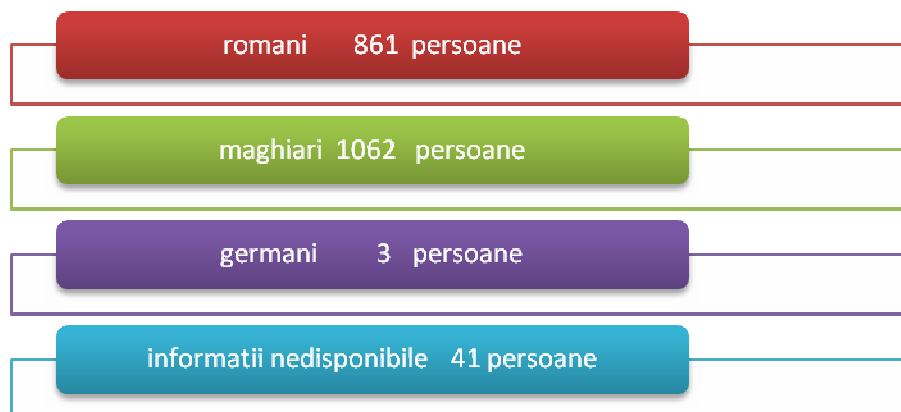 romani 861 persoane
maghiari 1062 persoane
germani 3 persoane
informatii nedisponibile 41 persoane